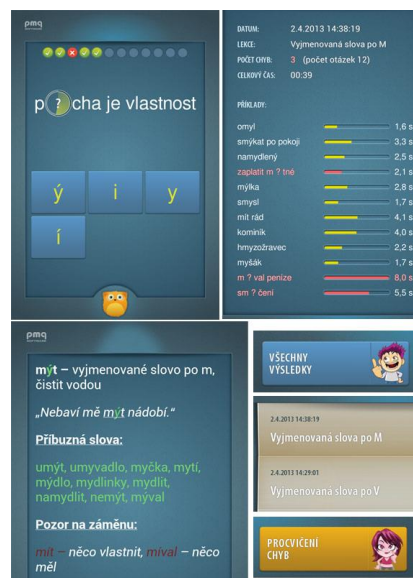 pmq
p ? cha je vlastnost
ý
i
y
í
DATUM: 2.4.2013 14:38:19
LEKCE: Vyjmenovaná slova po M
POČET CHYB: 3 (počet otázek 12)
CELKOVÝ ČAS: 00:39
PŘÍKLADY:
omyl 1,6 s
smýkat po pokoji 3,3 s
namydlený 2,5 s
zaplatit m ? tné 2,1 s
mýlka 2,8 s
smysl 1,7 s
mít rád 4,1 s
kominík 4,0 s
hmyzožravec 2,2 s
myšák 1,7 s
m ? val peníze 8,0 s
sm ? čení 5,5 s
pmq
mýt – vyjmenované slovo po m,
čistit vodou
„Nebaví mě mýt nádobí."
Příbuzná slova:
umýt, umyvadlo, myčka, mytí,
mýdlo, mydlinky, mydlit,
namydlit, nemýt, mýval
Pozor na záměnu:
mít – něco vlastnit, míval – něco
měl
VŠECHNY
VÝSLEDKY
2.4.2013 14:38:19
Vyjmenovaná slova po M
2.4.2013 14:29:01
Vyjmenovaná slova po V
PROCVIČENÍ
CHYB